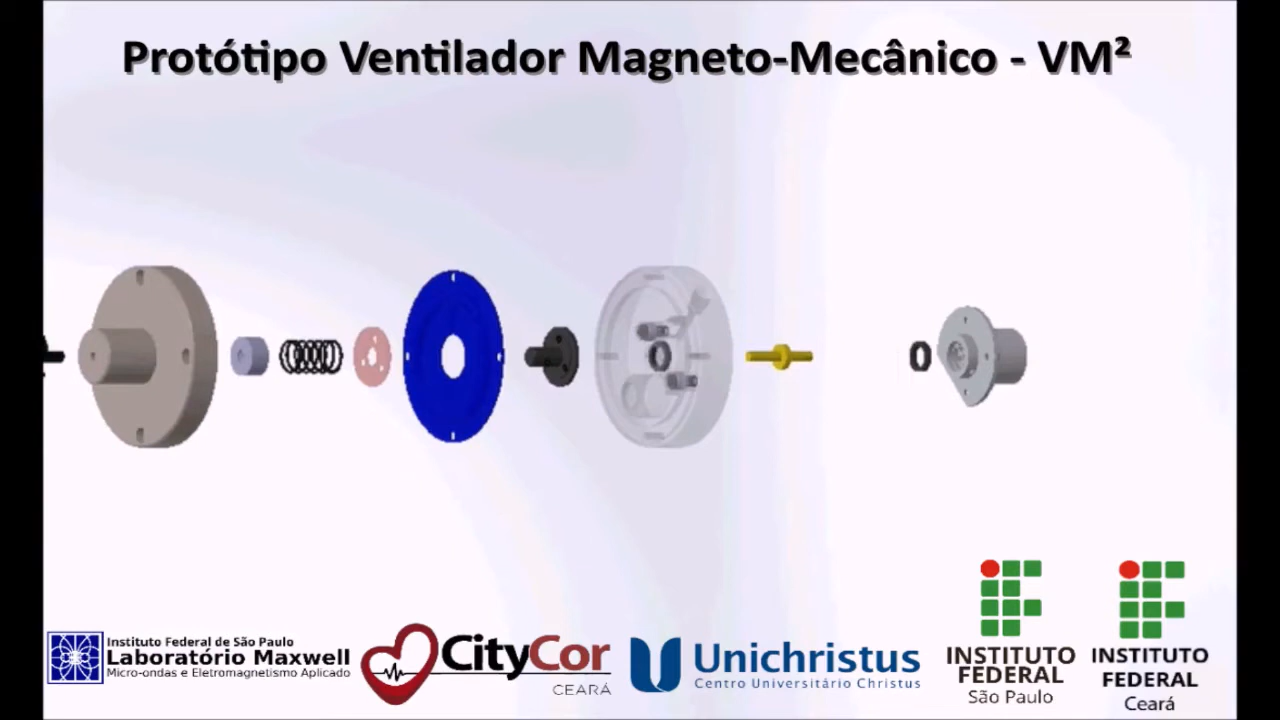 Protótipo Ventilador Magneto-Mecânico - VM²
Instituto Federal de São Paulo
Laboratório Maxwell
Micro-ondas e Eletromagnetismo Aplicado
CityCor
CEARÁ
Unichristus
Centro Universitário Christus
INSTITUTO
FEDERAL
São Paulo
INSTITUTO
FEDERAL
Ceará